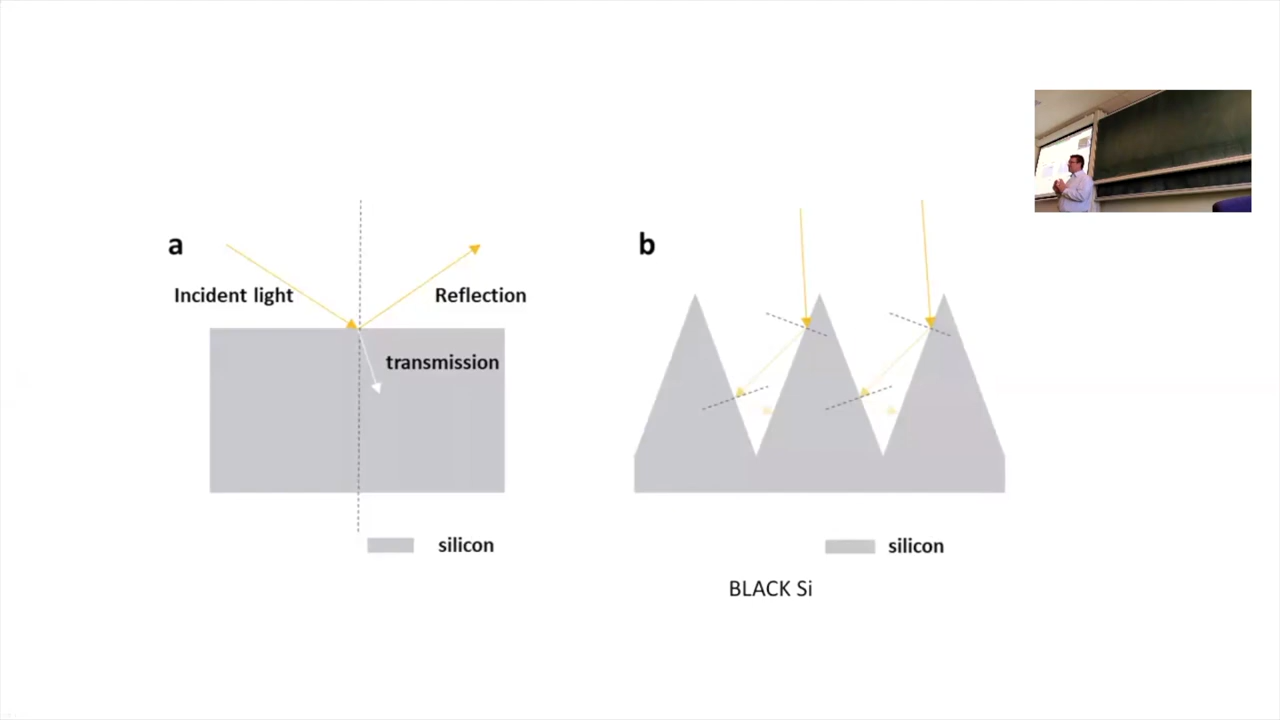 a
Incident light
Reflection
transmission
silicon
b
silicon
BLACK Si